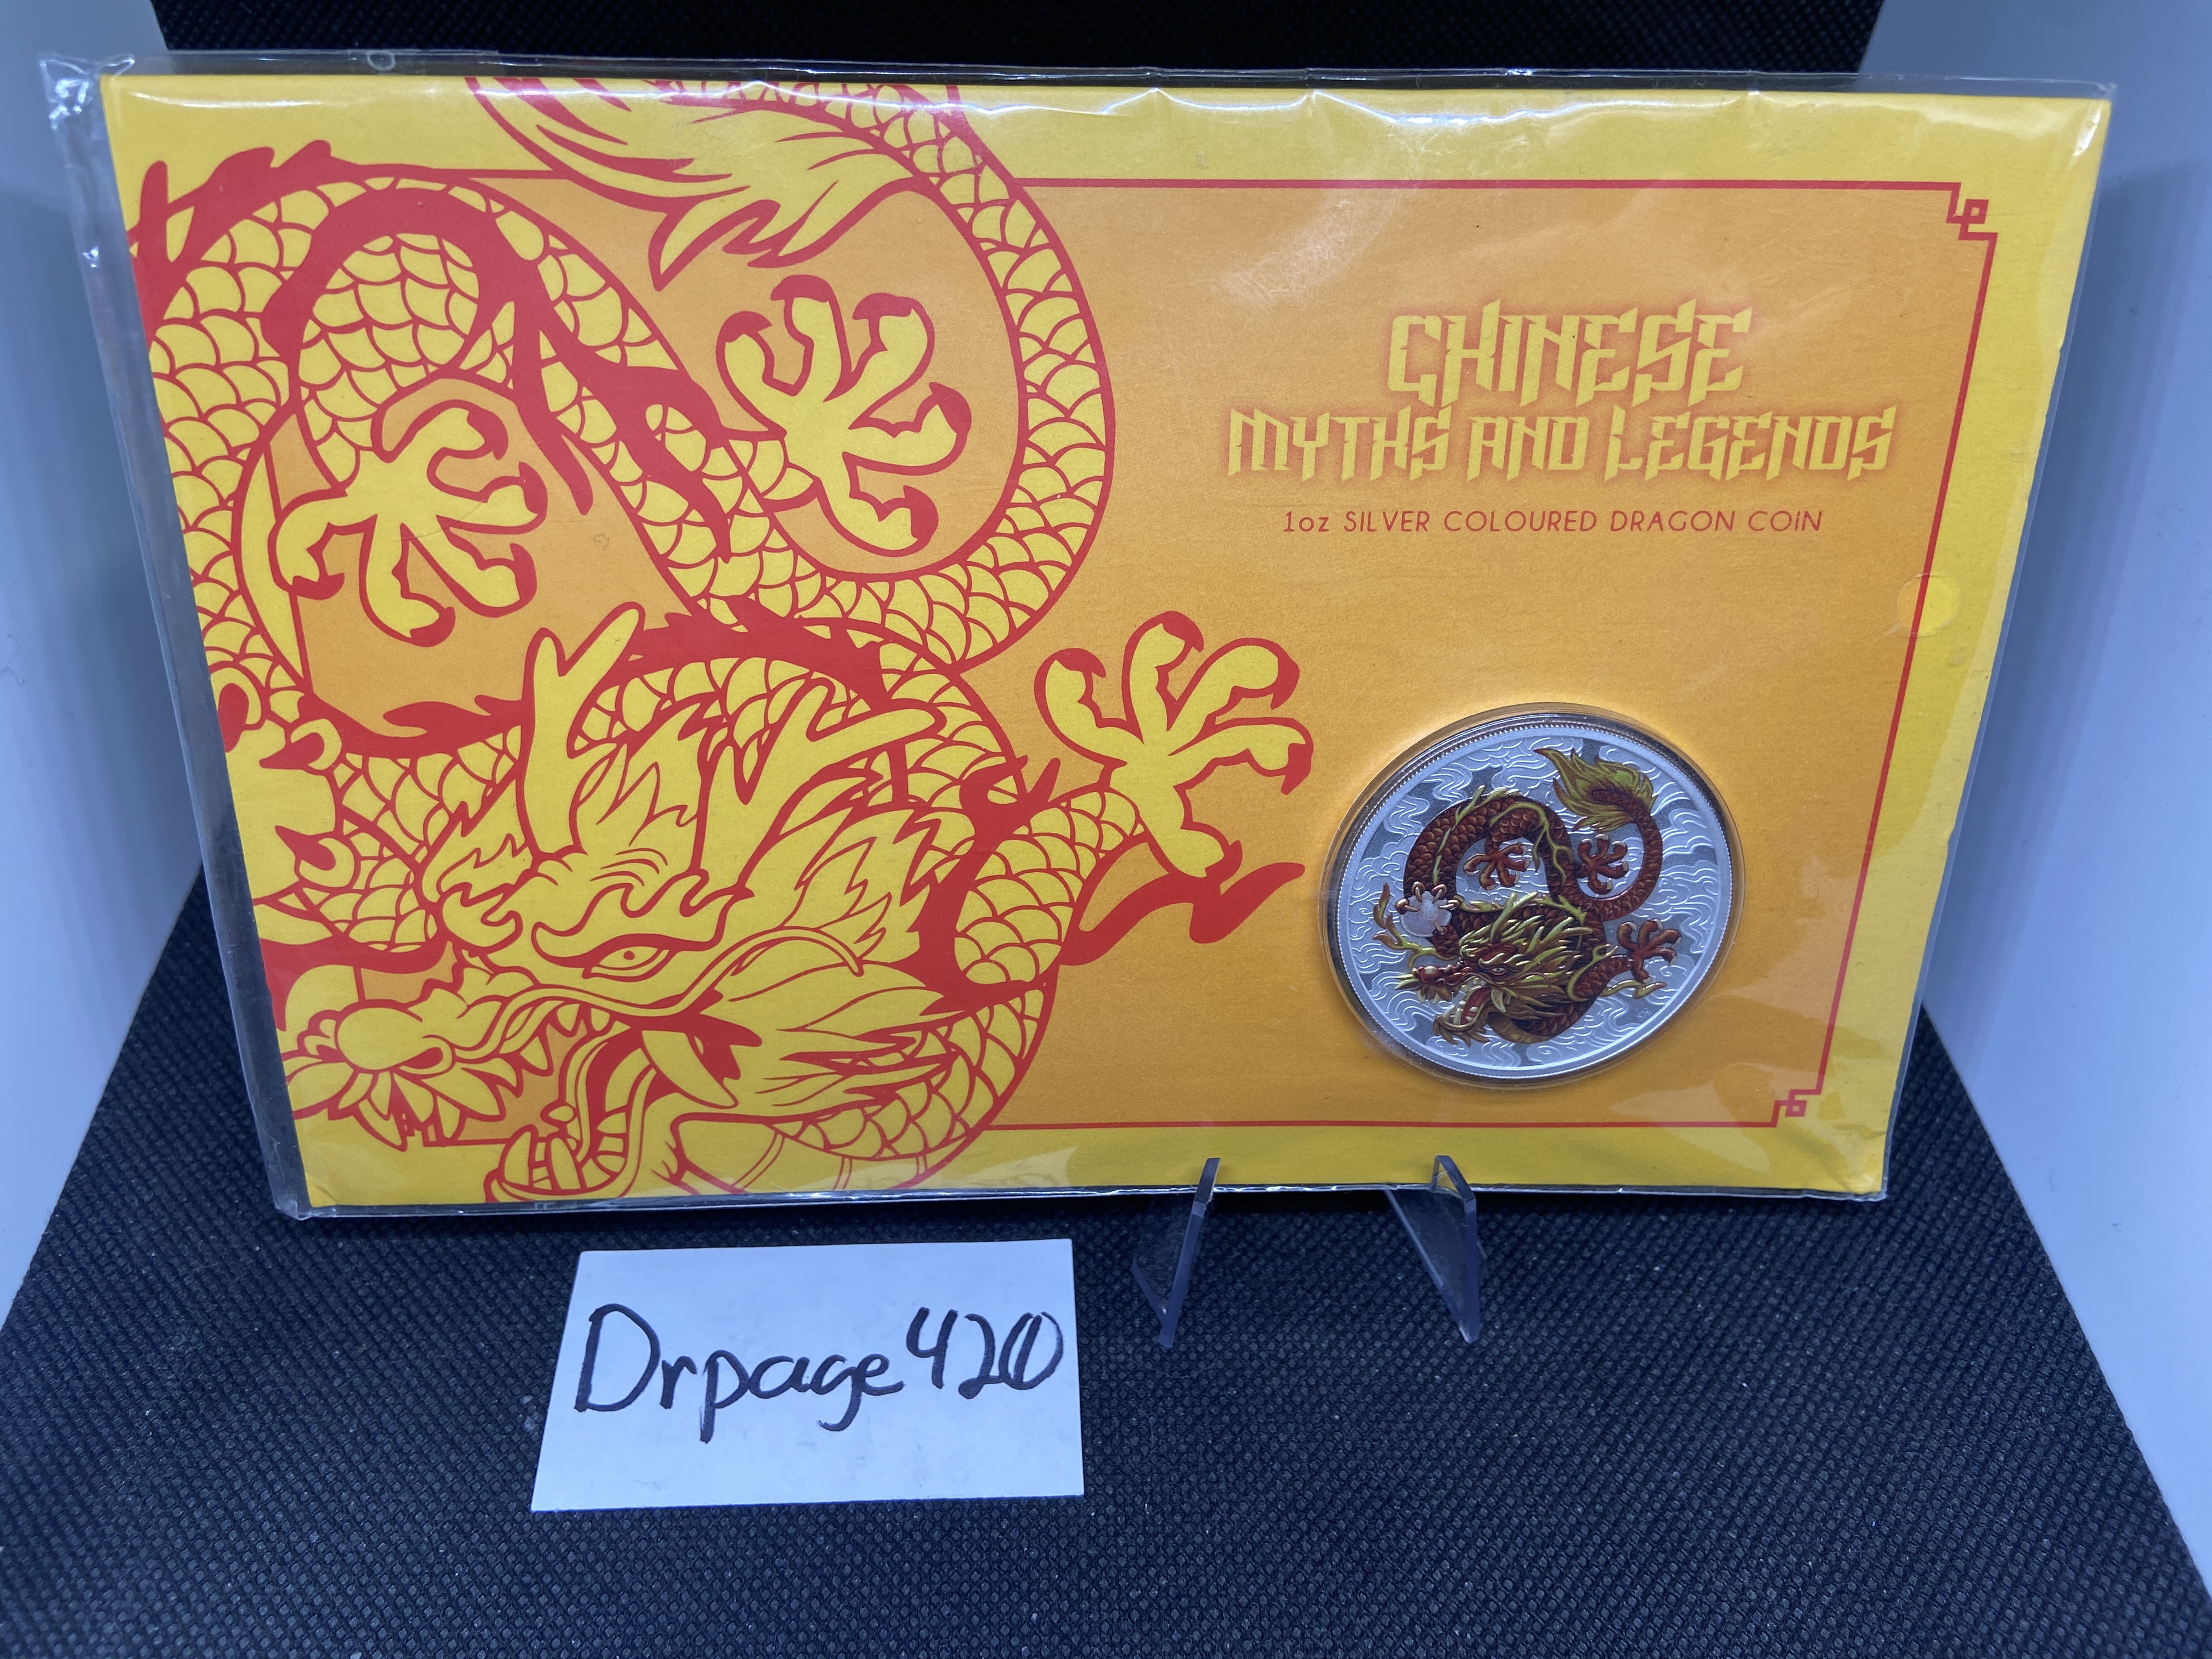 CHINESE
MYTHS AND LEGENDS
1oz SILVER COLOURED DRAGON COIN
Drpage420